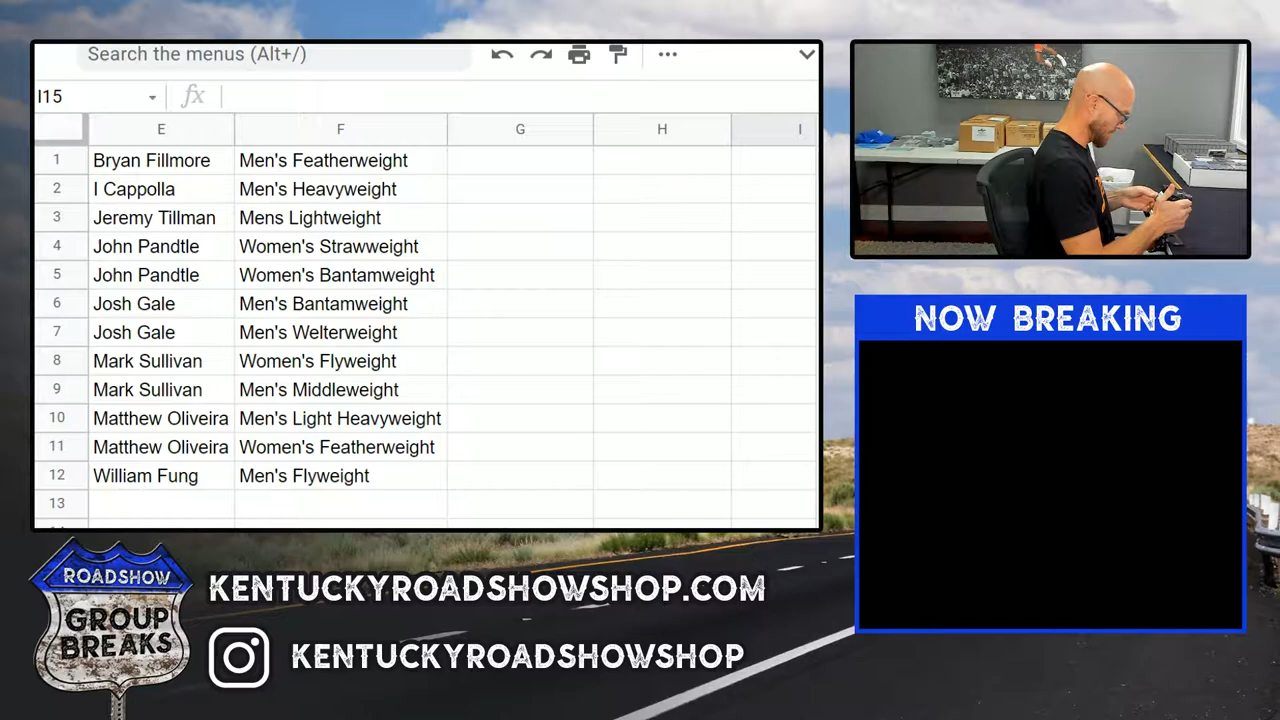 Search the menus (Alt+/)
I15
fx
E F G H I
1 Bryan Fillmore Men's Featherweight
2 I Cappolla Men's Heavyweight
3 Jeremy Tillman Mens Lightweight
4 John Pandtle Women's Strawweight
5 John Pandtle Women's Bantamweight
6 Josh Gale Men's Bantamweight
7 Josh Gale Men's Welterweight
8 Mark Sullivan Women's Flyweight
9 Mark Sullivan Men's Middleweight
10 Matthew Oliveira Men's Light Heavyweight
11 Matthew Oliveira Women's Featherweight
12 William Fung Men's Flyweight
13
NOW BREAKING
ROADSHOW
GROUP
BREAKS
KENTUCKYROADSHOWSHOP.COM
KENTUCKYROADSHOWSHOP